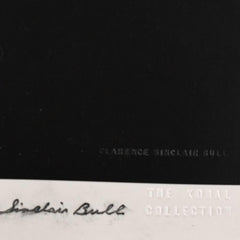 CLARENCE SINCLAIR BULL
THE KOBAL
COLLECTION
Sinclair Bull